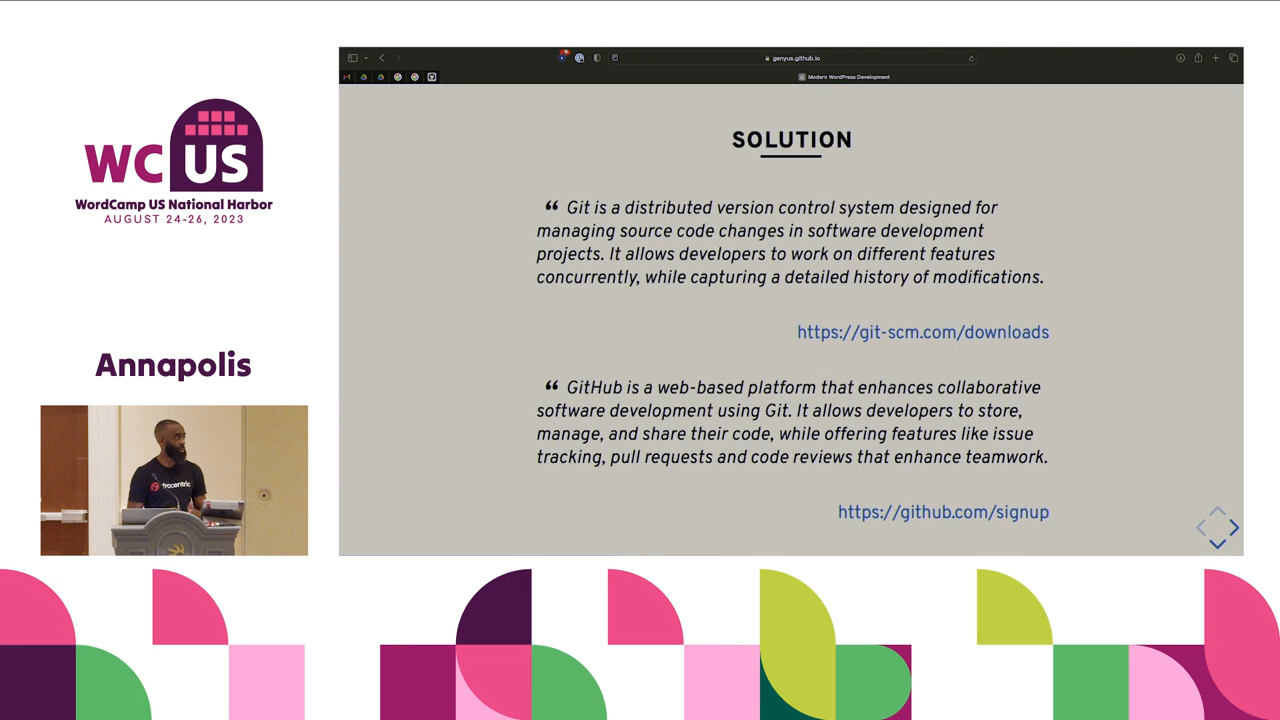 genyus.github.io
Modern WordPress Development
WC US
WordCamp US National Harbor
AUGUST 24-26, 2023
SOLUTION
“ Git is a distributed version control system designed for
managing source code changes in software development
projects. It allows developers to work on different features
concurrently, while capturing a detailed history of modifications.
https://git-scm.com/downloads
Annapolis
“ GitHub is a web-based platform that enhances collaborative
software development using Git. It allows developers to store,
manage, and share their code, while offering features like issue
tracking, pull requests and code reviews that enhance teamwork.
https://github.com/signup
frocentric